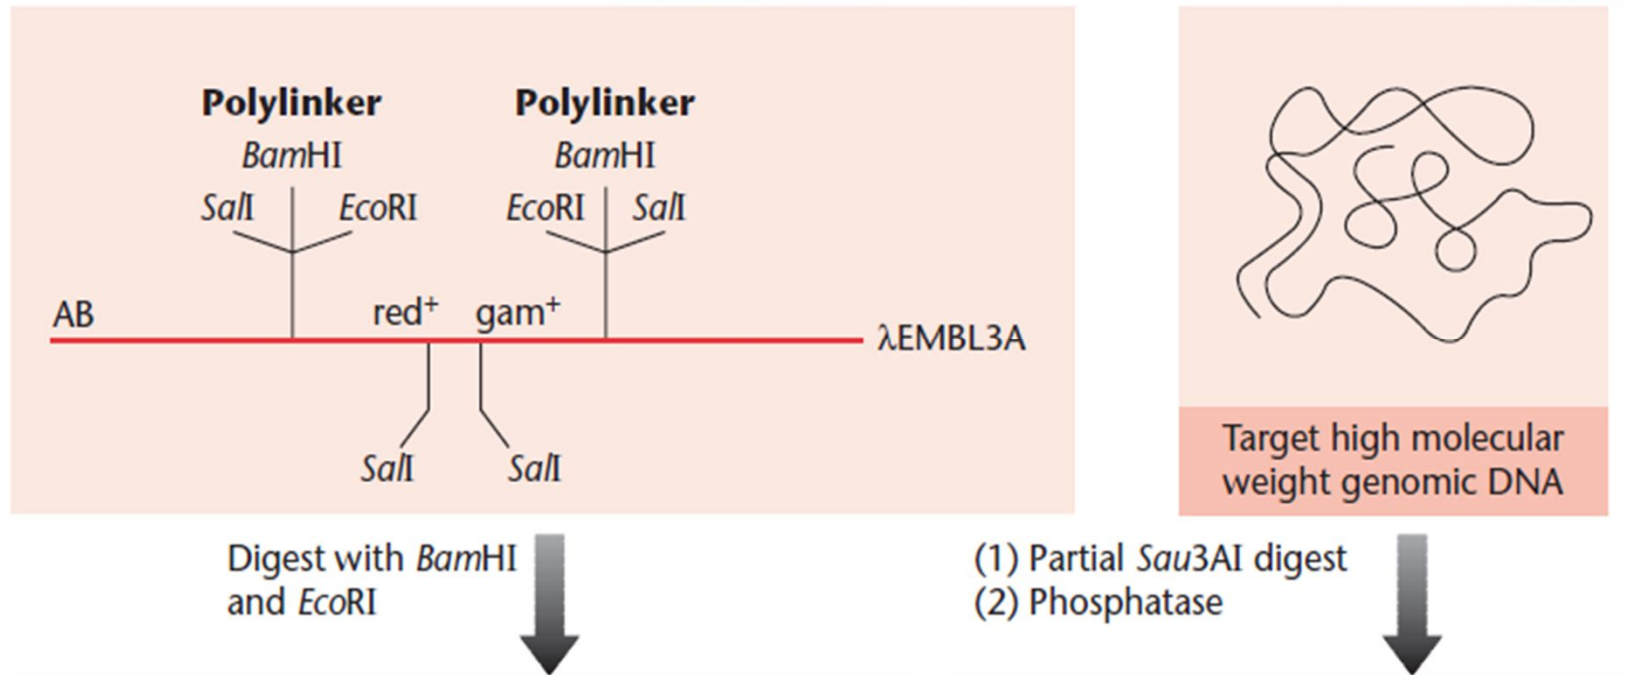 Polylinker
BamHI
SalI
EcoRI
Polylinker
BamHI
EcoRI
SalI
AB
red+
gam+
λEMBL3A
SalI
SalI
Target high molecular
weight genomic DNA
Digest with BamHI
and EcoRI
(1) Partial Sau3AI digest
(2) Phosphatase